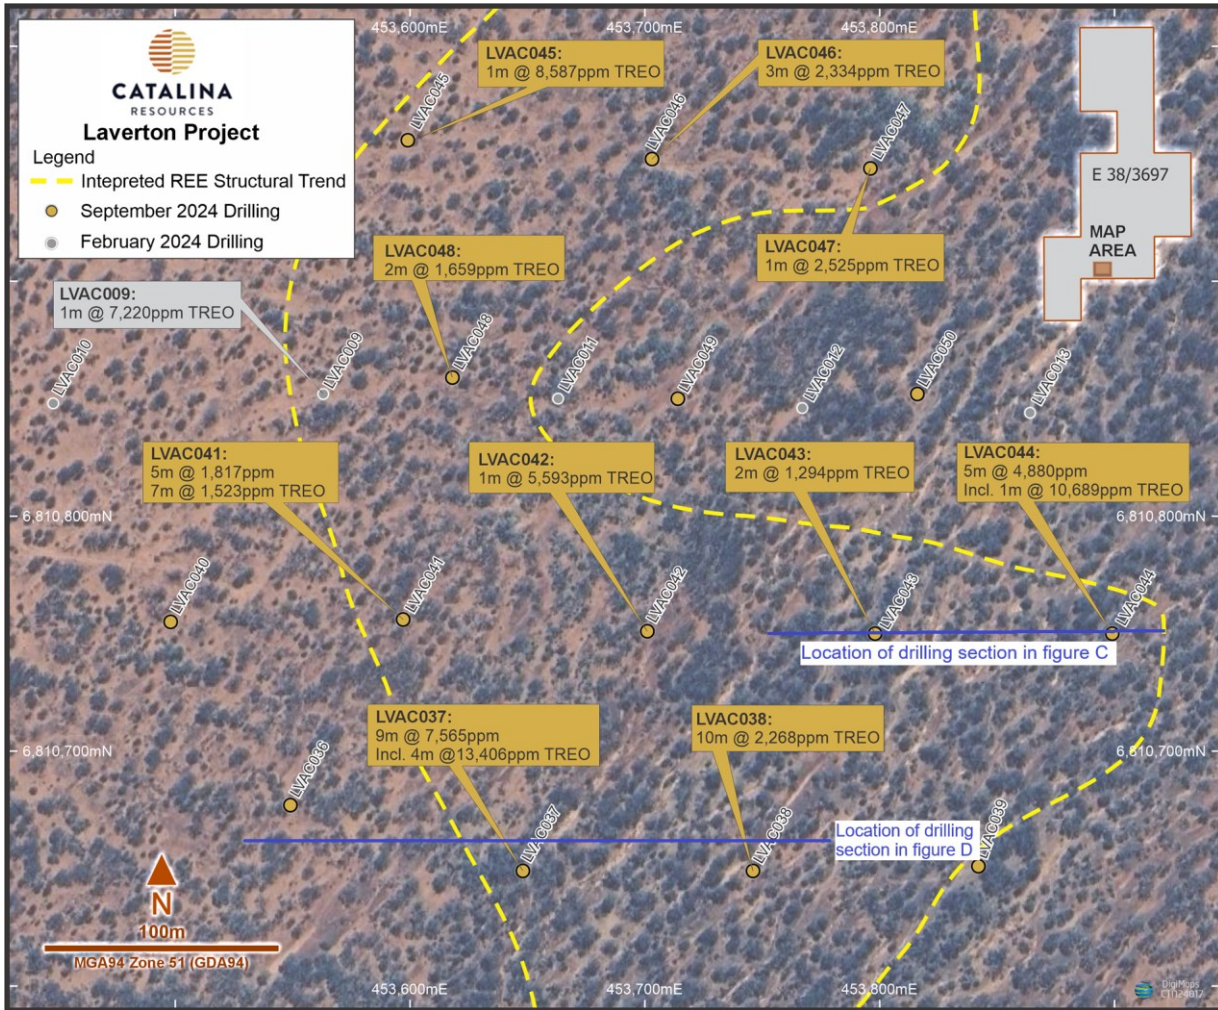 453,600mE
453,700mE
453,800mE
CATALINA
RESOURCES
Laverton Project
Legend
Intepreted REE Structural Trend
September 2024 Drilling
February 2024 Drilling
LVAC045:
1m @ 8,587ppm TREO
LVAC046:
3m @ 2,334ppm TREO
LVAC045
LVAC046
LVAC047
E 38/3697
MAP
AREA
LVAC048:
2m @ 1,659ppm TREO
LVAC047:
1m @ 2,525ppm TREO
LVAC009:
1m @ 7,220ppm TREO
LVAC010
LVAC009
LVAC048
LVAC011
LVAC049
LVAC012
LVAC050
LVAC013
LVAC041:
5m @ 1,817ppm
7m @ 1,523ppm TREO
LVAC042:
1m @ 5,593ppm TREO
LVAC043:
2m @ 1,294ppm TREO
LVAC044:
5m @ 4,880ppm
Incl. 1m @ 10,689ppm TREO
6,810,800mN
6,810,800mN
LVAC040
LVAC041
LVAC042
LVAC043
LVAC044
Location of drilling section in figure C
LVAC037:
9m @ 7,565ppm
Incl. 4m @13,406ppm TREO
LVAC038:
10m @ 2,268ppm TREO
6,810,700mN
6,810,700mN
LVAC036
LVAC037
LVAC038
LVAC039
Location of drilling
section in figure D
N
100m
MGA94 Zone 51 (GDA94)
453,600mE
453,700mE
453,800mE
DigiMaps